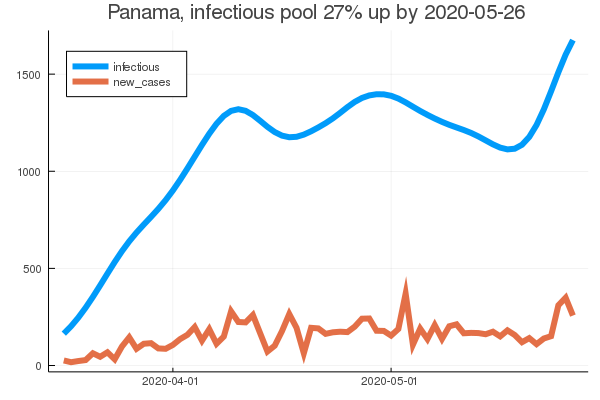 Panama, infectious pool 27% up by 2020-05-26
infectious
new_cases
1500
1000
500
0
2020-04-01
2020-05-01